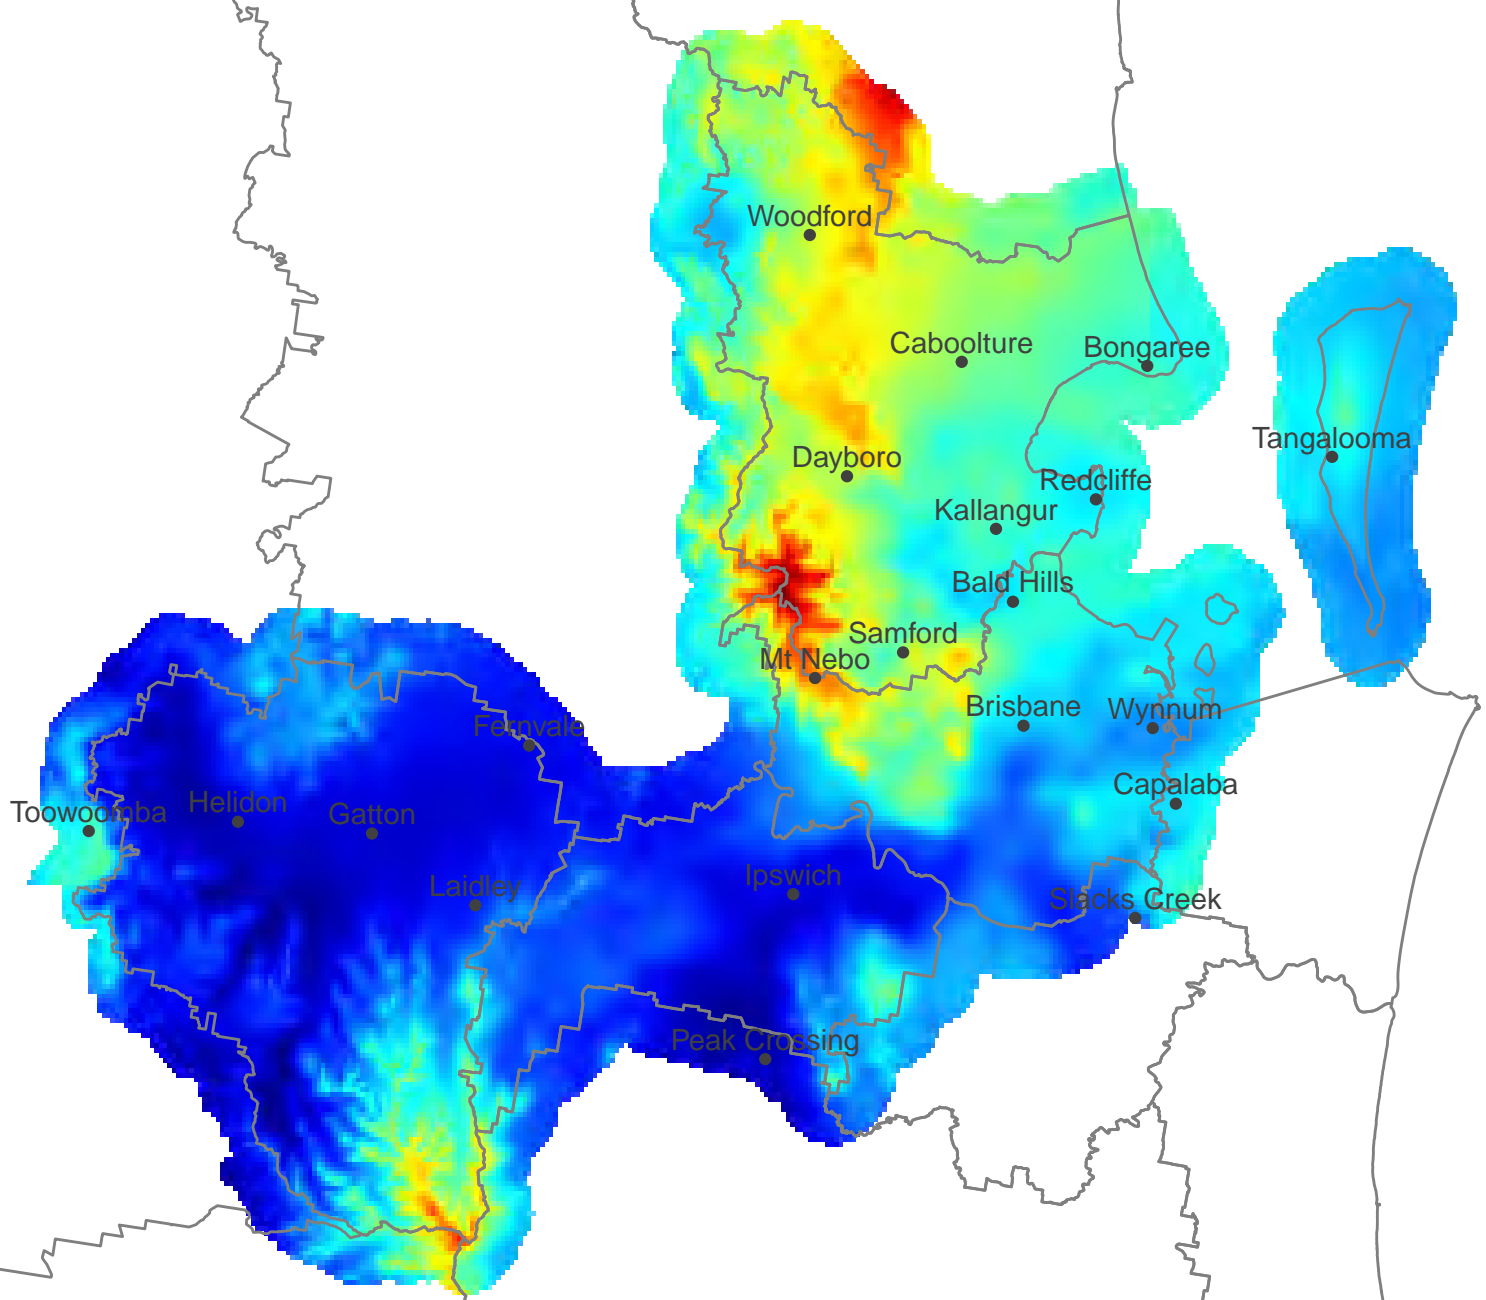 Woodford
Caboolture
Bongaree
Tangalooma
Dayboro
Redcliffe
Kallangur
Bald Hills
Samford
Mt Nebo
Brisbane
Wynnum
Fernvale
Capalaba
Toowoomba
Helidon
Gatton
Laidley
Ipswich
Slacks Creek
Peak Crossing